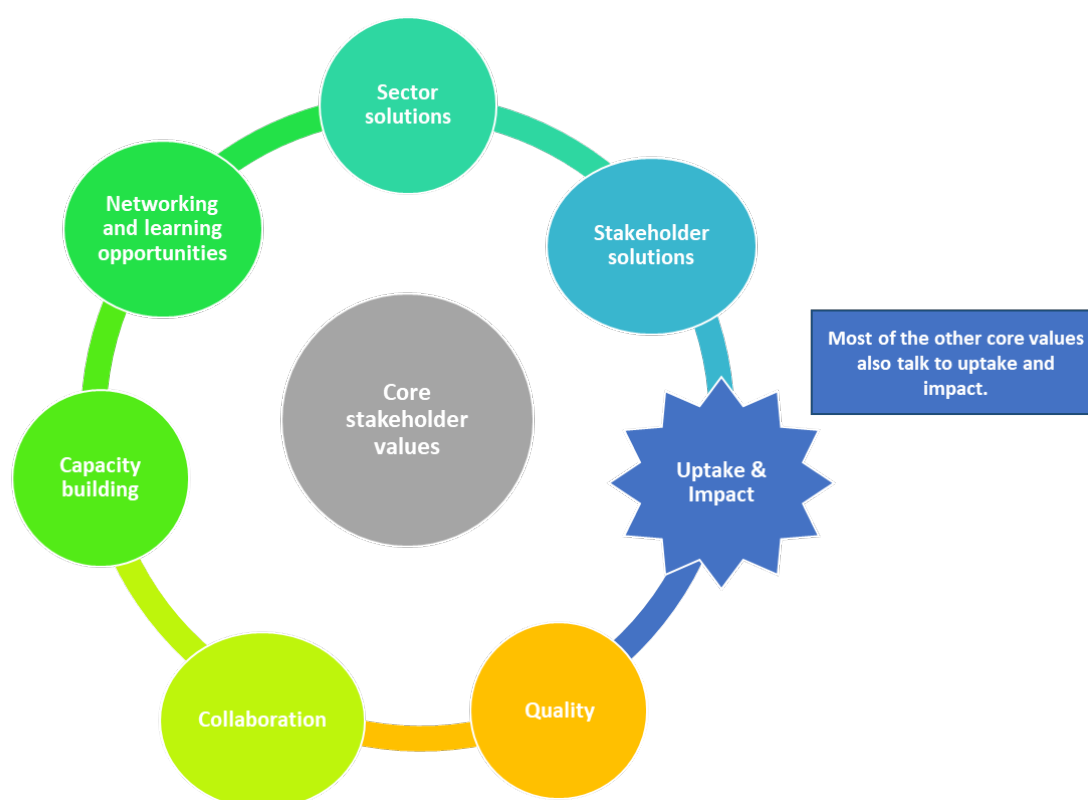 Sector
solutions
Networking
and learning
opportunities
Stakeholder
solutions
Most of the other core values
also talk to uptake and
impact.
Core
stakeholder
values
Capacity
building
Uptake &
Impact
Collaboration
Quality